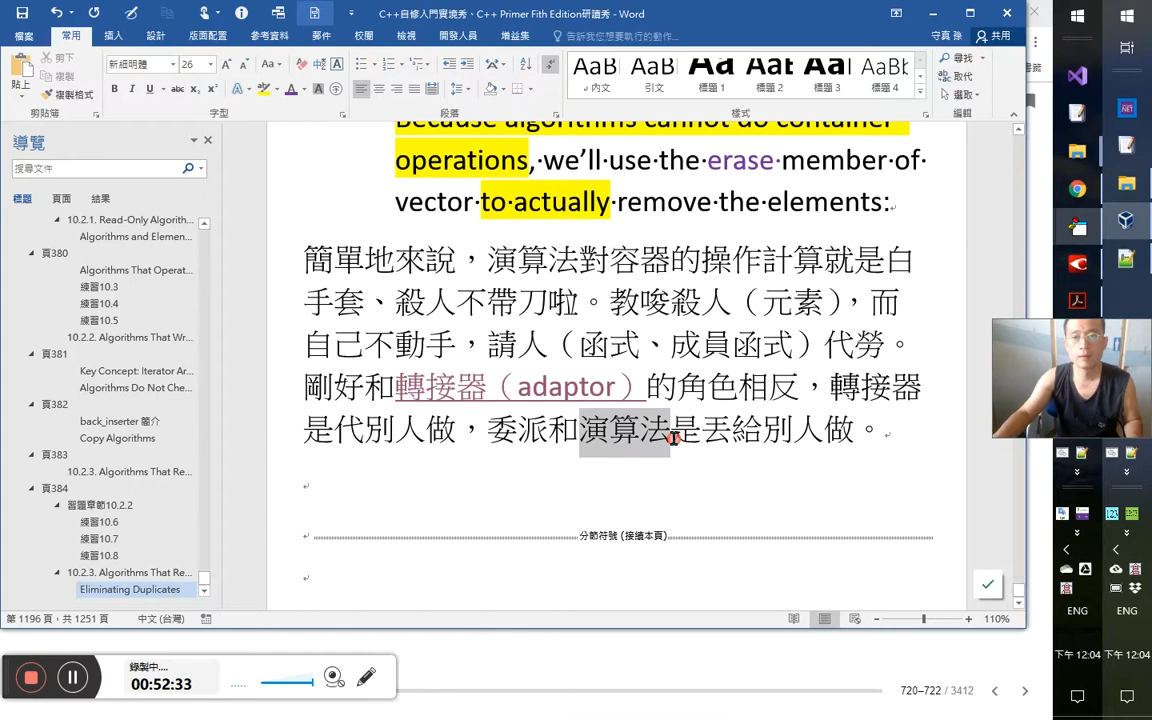 C++自修入門實境秀、C++ Primer Fith Edition研讀秀 - Word
檔案 常用 插入 設計 版面配置 參考資料 郵件 校閱 檢視 開發人員 增益集 告訴我您想要執行的動作... 守真 孫 共用
貼上 剪下 複製 複製格式 剪貼簿
新細明體 26 字型
段落
AaB 內文 AaB 引文 Aa 標題 1 AaE 標題 2 Aa 標題 3 AaBb 標題 4 樣式
尋找 取代 選取 編輯
導覽
搜尋文件
標題 頁面 結果
10.2.1. Read-Only Algorith...
Algorithms and Elemen...
頁380
Algorithms That Operat...
練習10.3
練習10.4
練習10.5
10.2.2. Algorithms That Wr...
頁381
Key Concept: Iterator Ar...
Algorithms Do Not Che...
頁382
back_inserter 簡介
Copy Algorithms
頁383
10.2.3. Algorithms That R...
頁384
習題章節10.2.2
練習10.6
練習10.7
練習10.8
10.2.3. Algorithms That Re...
Eliminating Duplicates
Because algorithms cannot do container
operations, we’ll use the erase member of
vector to actually remove the elements:
簡單地來說，演算法對容器的操作計算就是白
手套、殺人不帶刀啦。教唆殺人（元素），而
自己不動手，請人（函式、成員函式）代勞。
剛好和轉接器（adaptor）的角色相反，轉接器
是代別人做，委派和演算法是丟給別人做。
分節符號 (接續本頁)
第 1196 頁，共 1251 頁 中文 (台灣) 110%
錄製中....
00:52:33
720–722 / 3412
ENG ENG
下午 12:04 下午 12:04